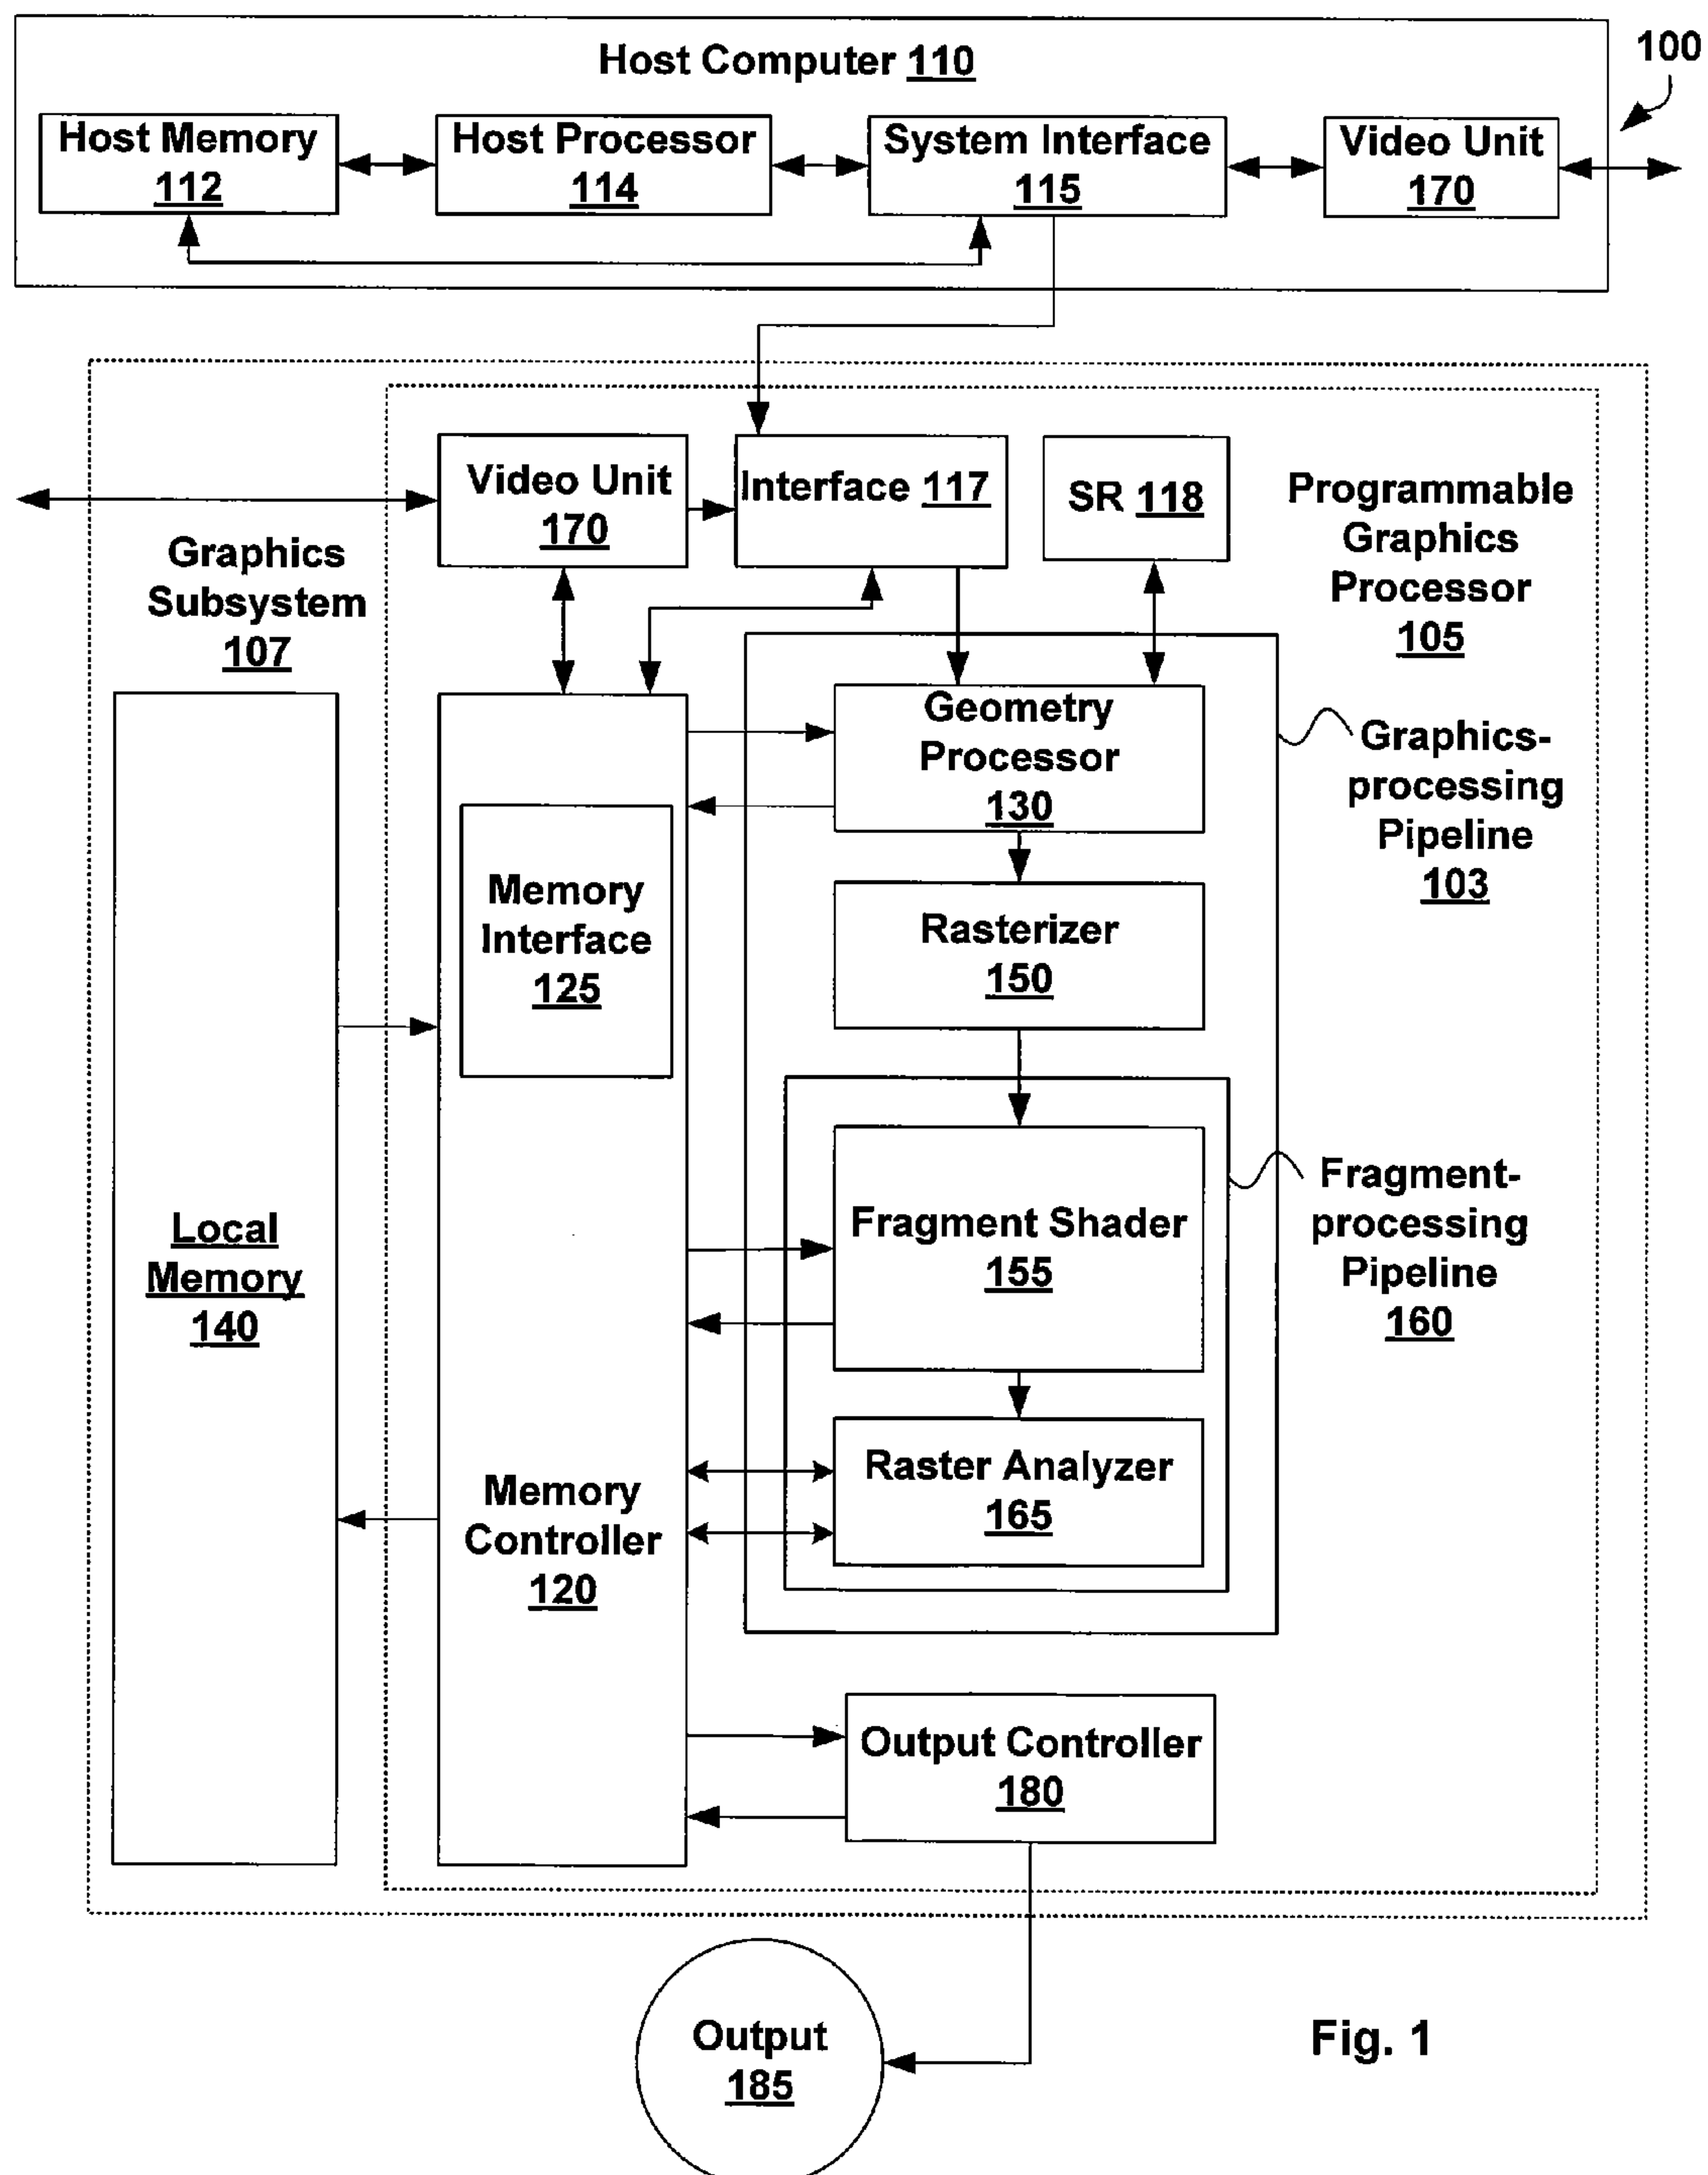 Host Computer 110
100
Host Memory
112
Host Processor
114
System Interface
115
Video Unit
170
Video Unit
170
Interface 117
SR 118
Programmable
Graphics
Processor
105
Graphics
Subsystem
107
Geometry
Processor
130
Graphics-
processing
Pipeline
103
Memory
Interface
125
Rasterizer
150
Local
Memory
140
Fragment Shader
155
Fragment-
processing
Pipeline
160
Raster Analyzer
165
Memory
Controller
120
Output Controller
180
Output
185
Fig. 1